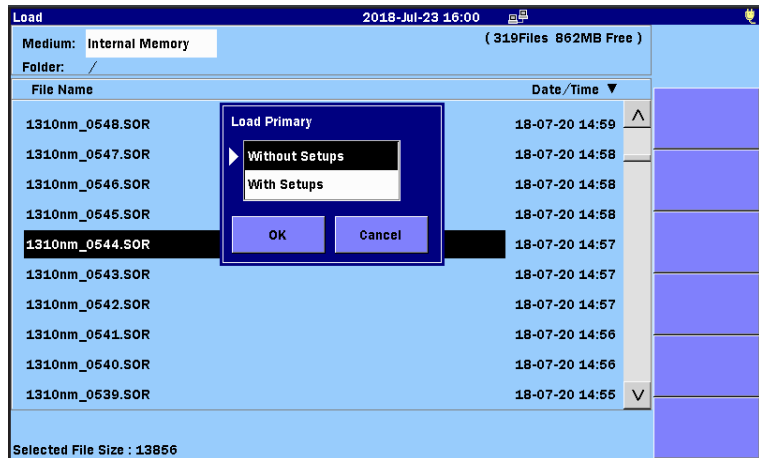 Load 2018-Jul-23 16:00
Medium: Internal Memory (319Files 862MB Free )
Folder: /
File Name Date/Time ▼
1310nm_0548.SOR 18-07-20 14:59
1310nm_0547.SOR 18-07-20 14:58
1310nm_0546.SOR 18-07-20 14:58
1310nm_0545.SOR 18-07-20 14:58
1310nm_0544.SOR 18-07-20 14:57
1310nm_0543.SOR 18-07-20 14:57
1310nm_0542.SOR 18-07-20 14:57
1310nm_0541.SOR 18-07-20 14:56
1310nm_0540.SOR 18-07-20 14:56
1310nm_0539.SOR 18-07-20 14:55
Load Primary
Without Setups
With Setups
OK Cancel
Selected File Size : 13856